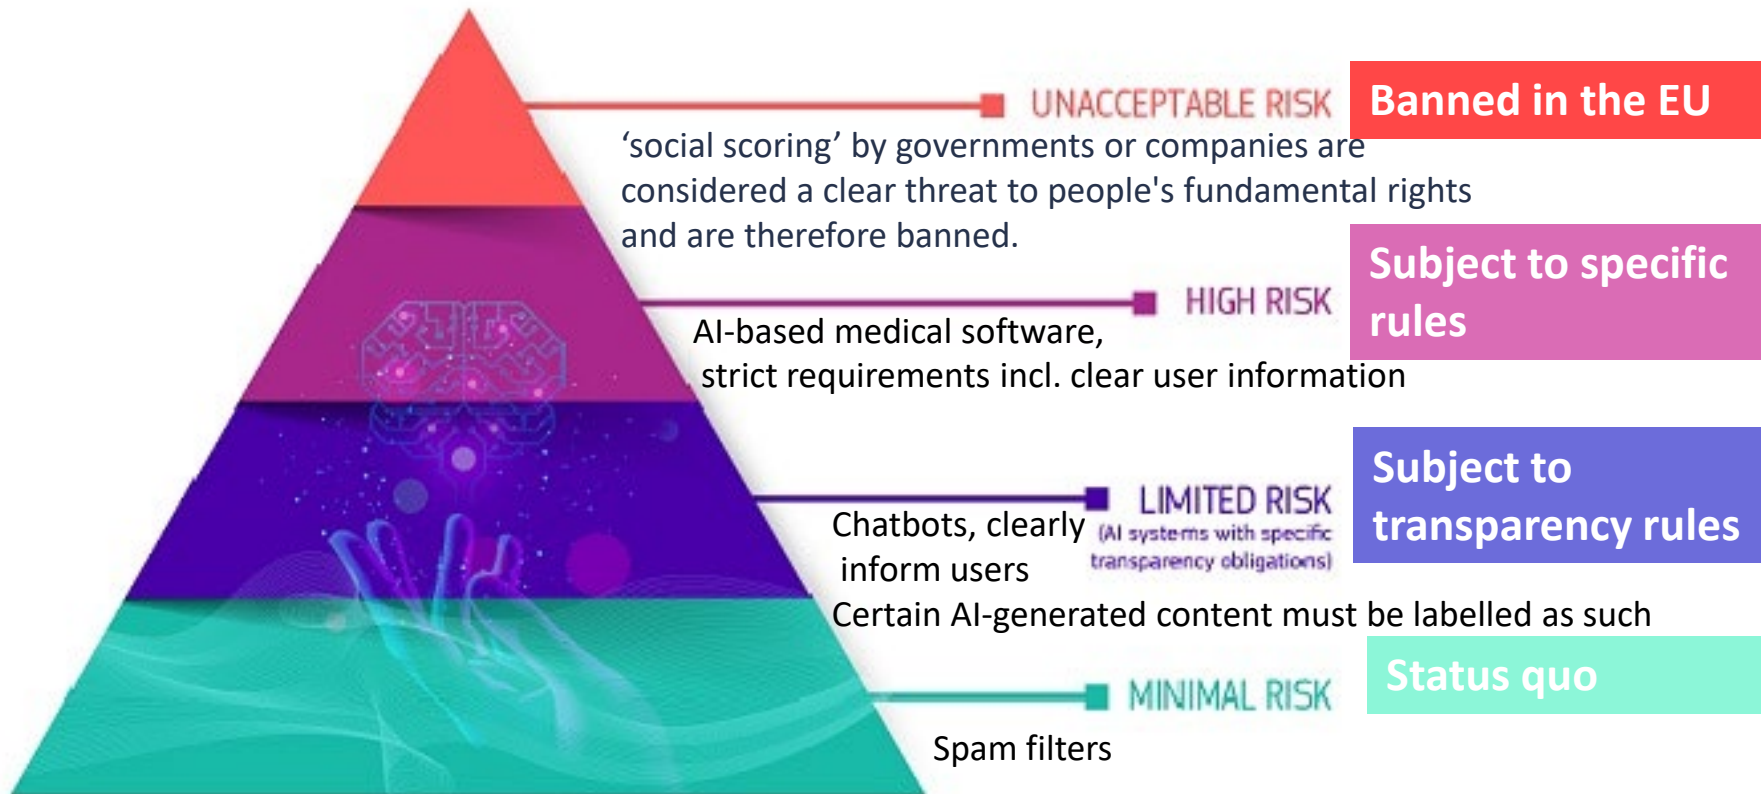 UNACCEPTABLE RISK
Banned in the EU
‘social scoring’ by governments or companies are
considered a clear threat to people's fundamental rights
and are therefore banned.
HIGH RISK
Subject to specific
rules
AI-based medical software,
strict requirements incl. clear user information
LIMITED RISK
(AI systems with specific
transparency obligations)
Subject to
transparency rules
Chatbots, clearly
inform users
Certain AI-generated content must be labelled as such
MINIMAL RISK
Status quo
Spam filters